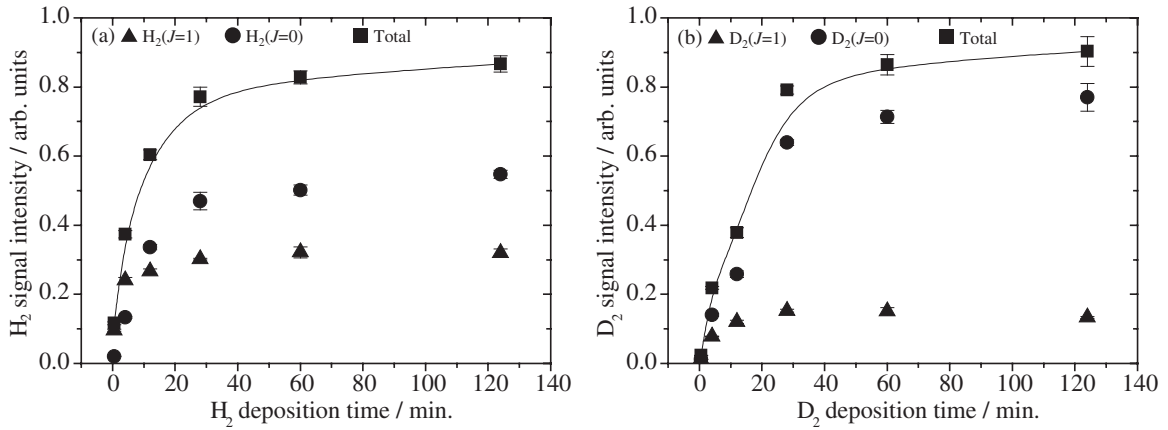 (a) ▲ H₂(J=1) ● H₂(J=0) ■ Total
H₂ signal intensity / arb. units
1.0
0.8
0.6
0.4
0.2
0.0
0 20 40 60 80 100 120 140
H₂ deposition time / min.
(b) ▲ D₂(J=1) ● D₂(J=0) ■ Total
D₂ signal intensity / arb. units
1.0
0.8
0.6
0.4
0.2
0.0
0 20 40 60 80 100 120 140
D₂ deposition time / min.